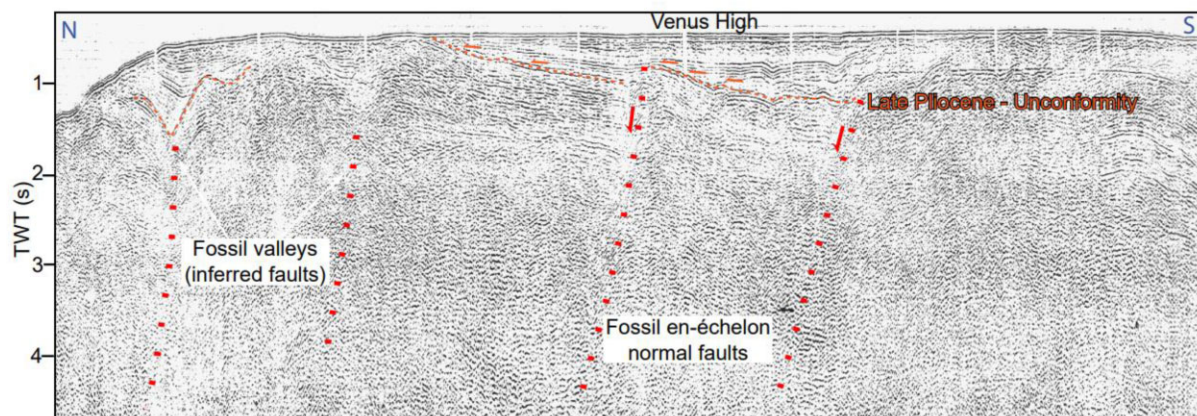 N
Venus High
S
1
Late Pliocene - Unconformity
2
TWT (s)
Fossil valleys
(inferred faults)
3
Fossil en-échelon
normal faults
4